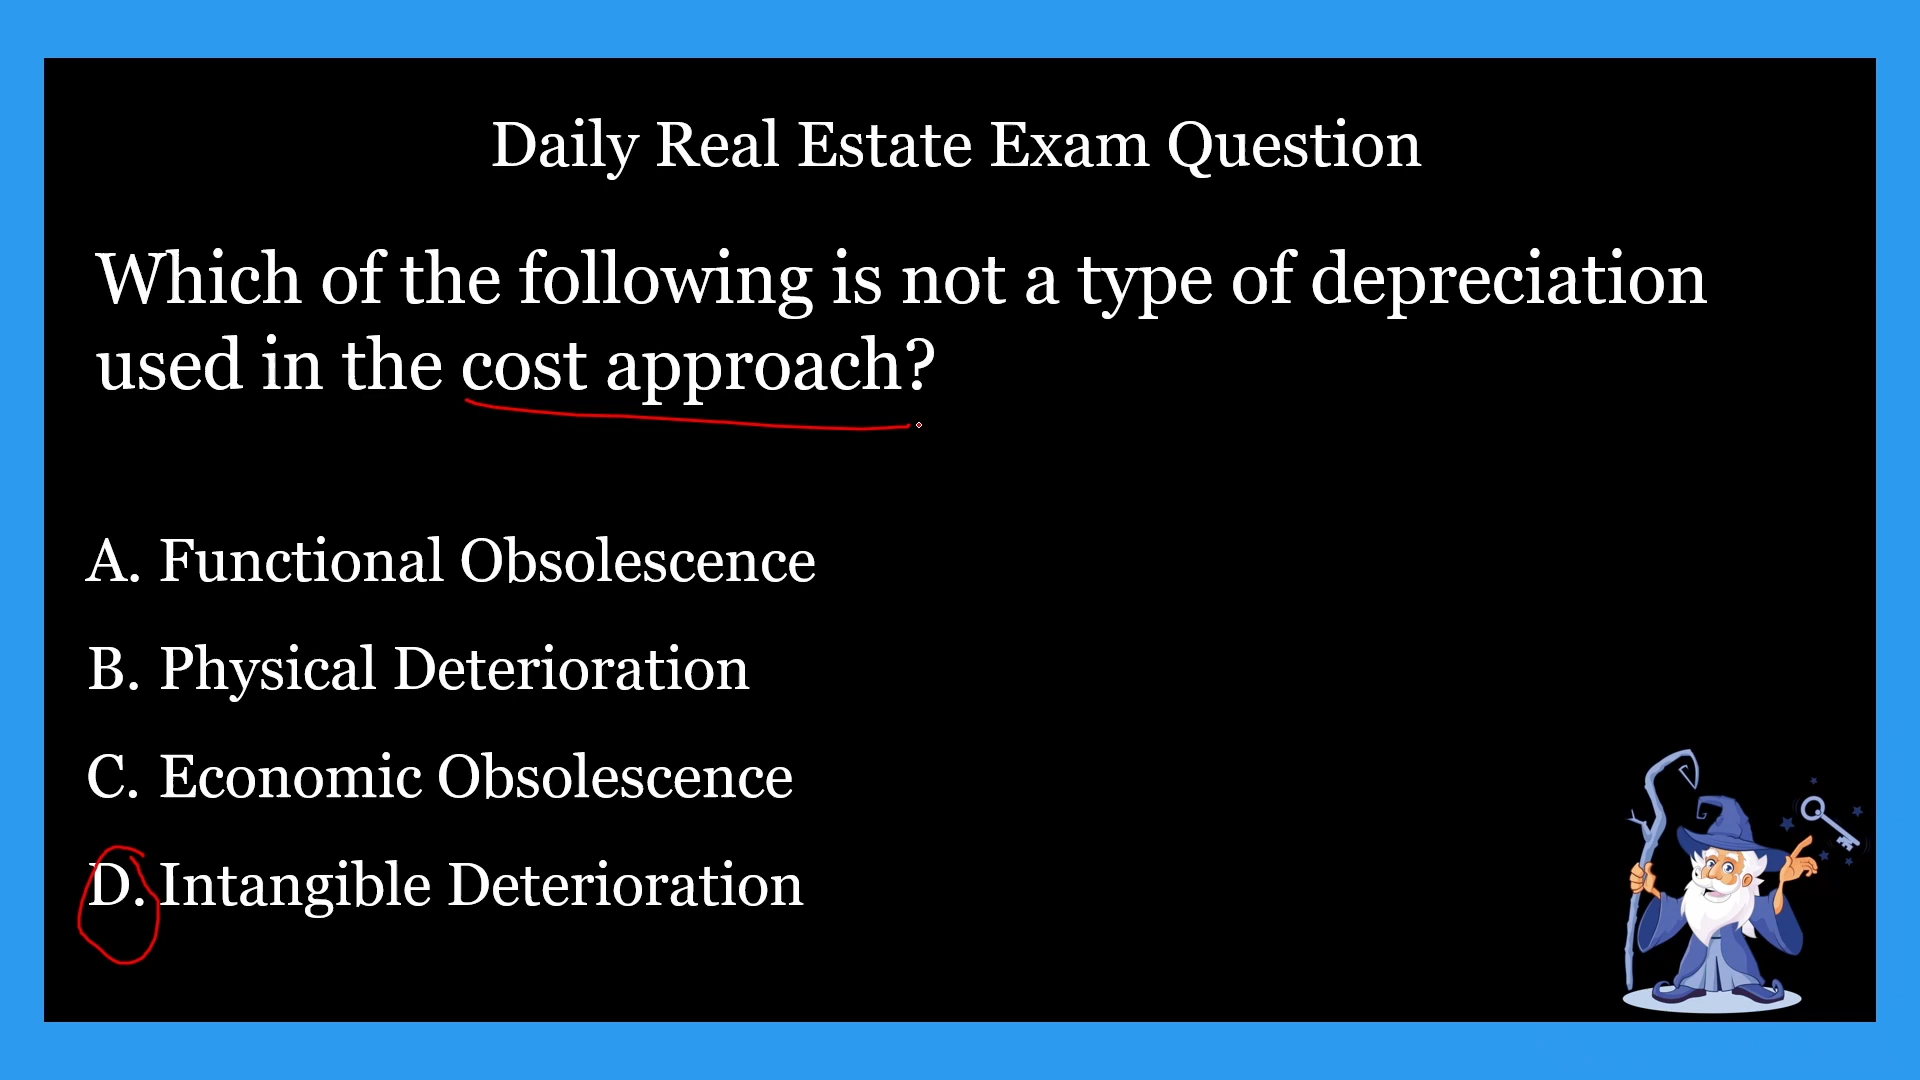 Daily Real Estate Exam Question
Which of the following is not a type of depreciation
used in the cost approach?
A. Functional Obsolescence
B. Physical Deterioration
C. Economic Obsolescence
D. Intangible Deterioration